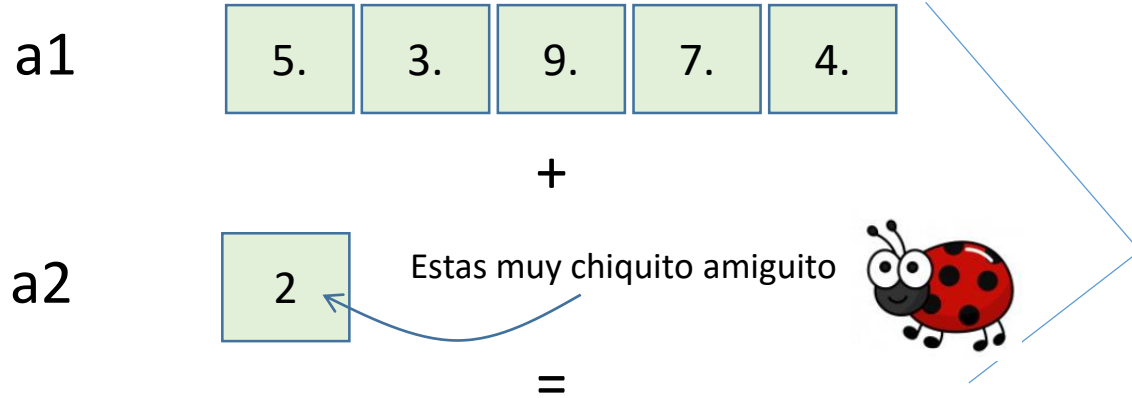 a1 5. 3. 9. 7. 4.
+
a2 2 Estas muy chiquito amiguito
=